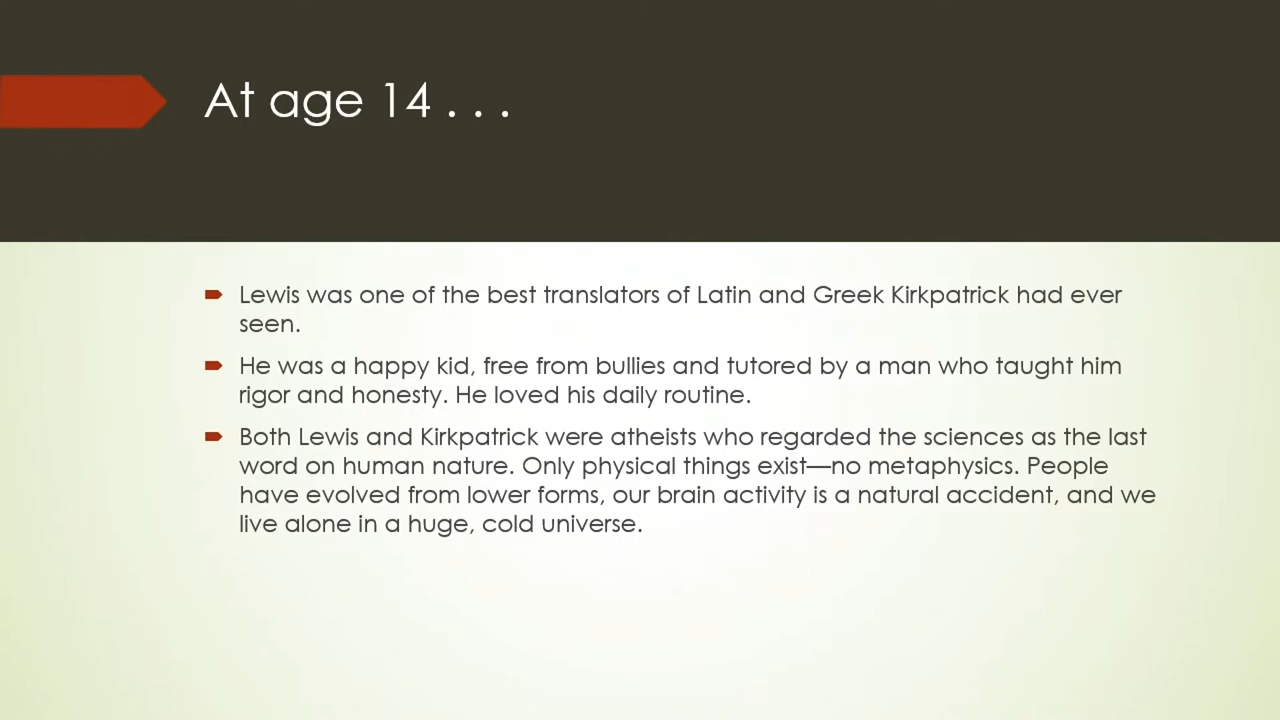 At age 14 . . .
Lewis was one of the best translators of Latin and Greek Kirkpatrick had ever
seen.
He was a happy kid, free from bullies and tutored by a man who taught him
rigor and honesty. He loved his daily routine.
Both Lewis and Kirkpatrick were atheists who regarded the sciences as the last
word on human nature. Only physical things exist—no metaphysics. People
have evolved from lower forms, our brain activity is a natural accident, and we
live alone in a huge, cold universe.